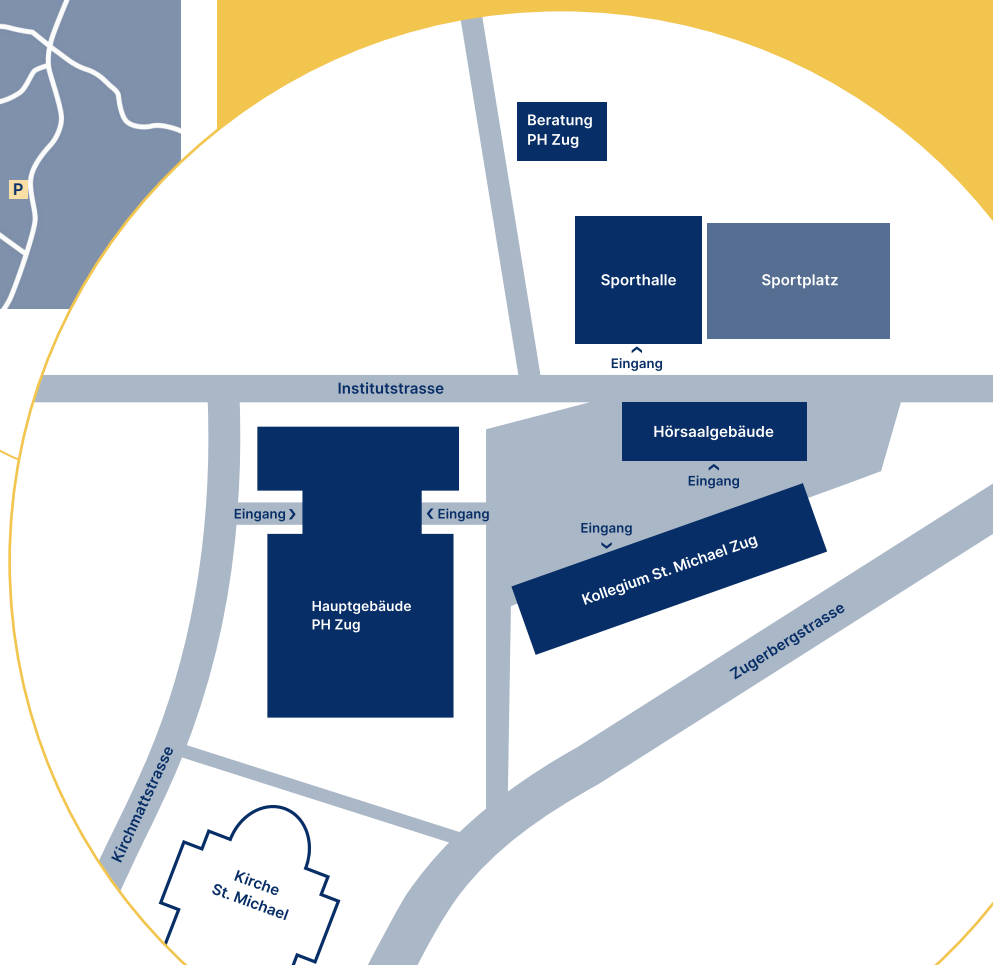 Beratung
PH Zug
P
Sporthalle
Sportplatz
Eingang
Institutstrasse
Hörsaalgebäude
Eingang
Eingang
Eingang
Eingang
Kollegium St. Michael Zug
Hauptgebäude
PH Zug
Zugerbergstrasse
Kirchmattstrasse
Kirche
St. Michael